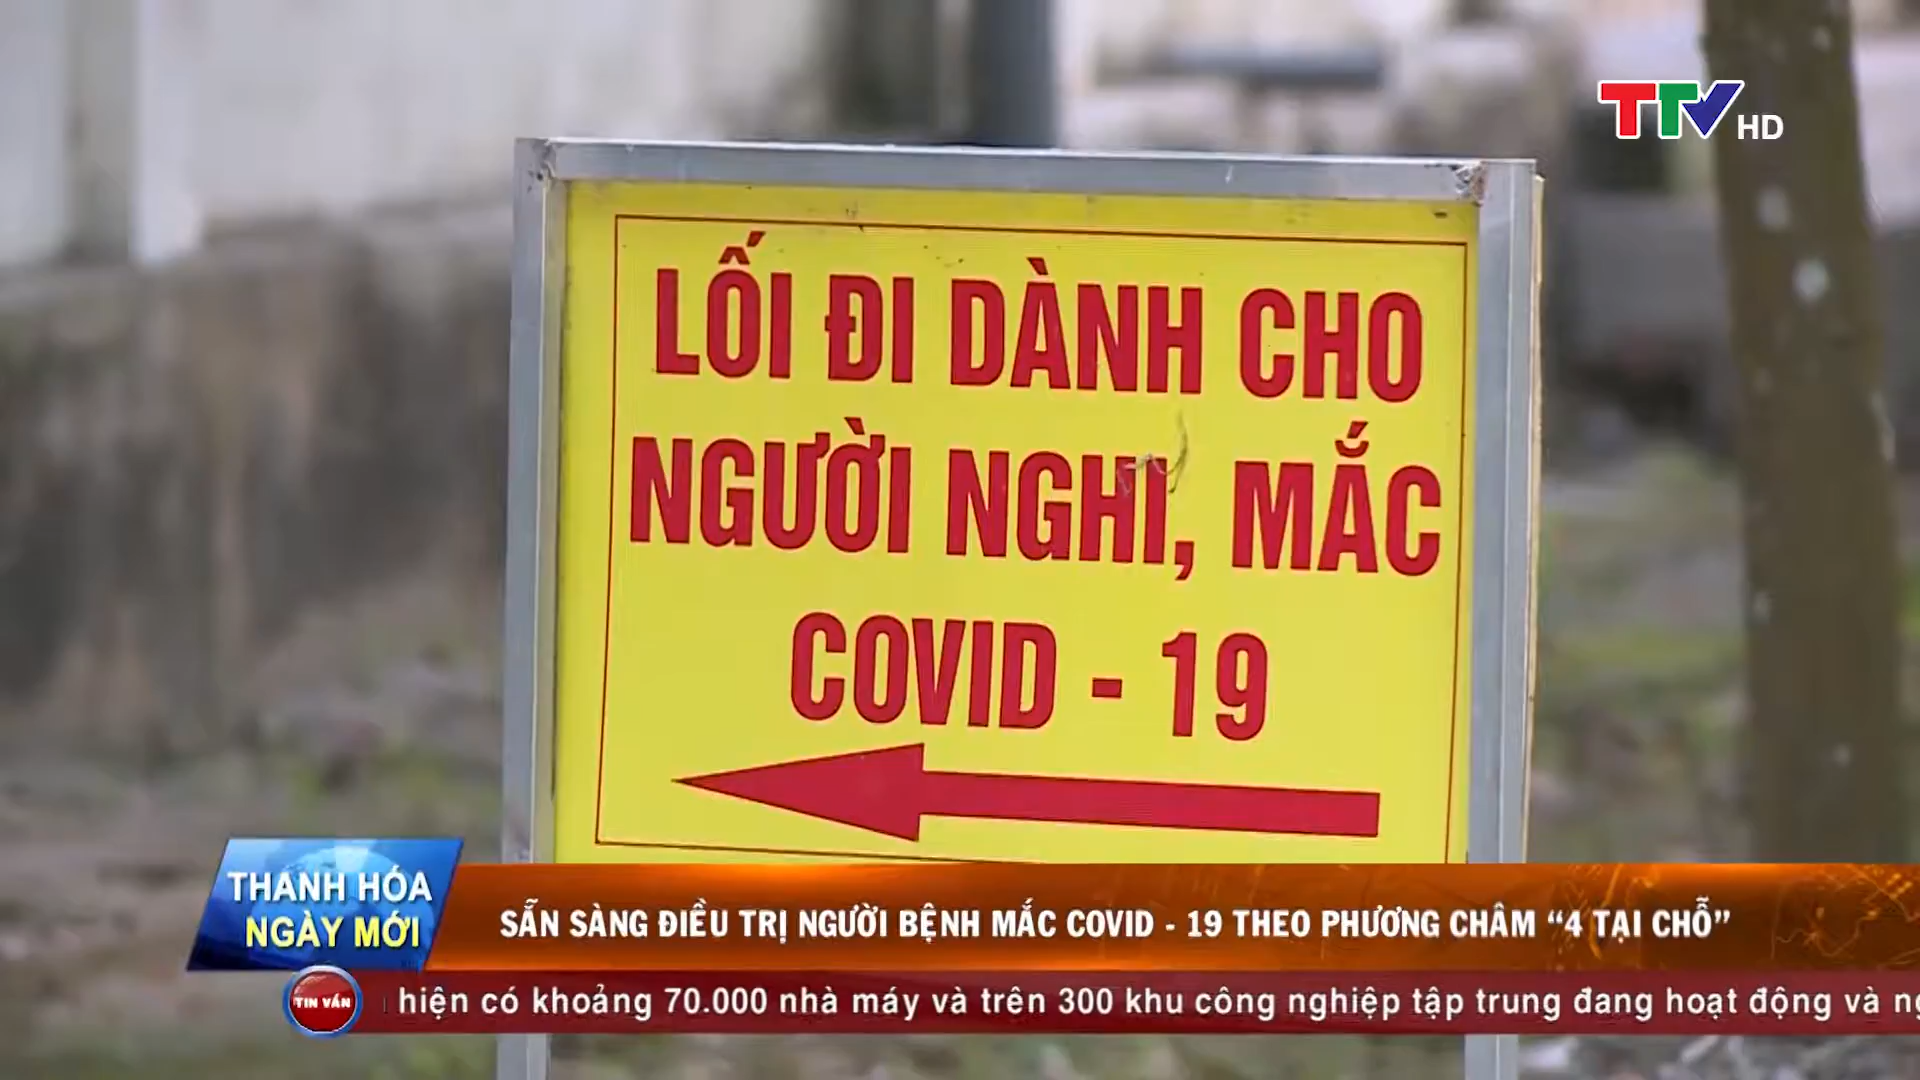 TTV HD
LỐI ĐI DÀNH CHO
NGƯỜI NGHI, MẮC
COVID - 19
THANH HÓA
NGÀY MỚI
SẴN SÀNG ĐIỀU TRỊ NGƯỜI BỆNH MẮC COVID - 19 THEO PHƯƠNG CHÂM “4 TẠI CHỖ”
TIN VẮN
hiện có khoảng 70.000 nhà máy và trên 300 khu công nghiệp tập trung đang hoạt động và